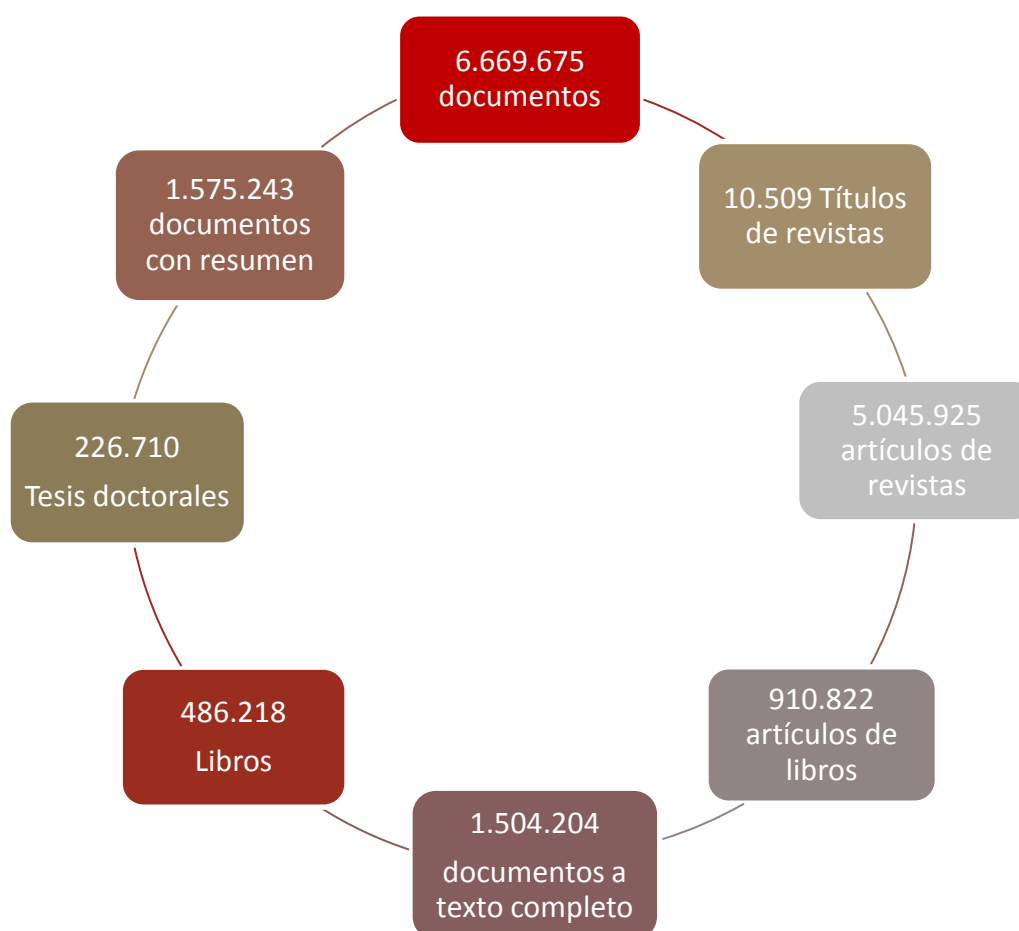 6.669.675
documentos
10.509 Títulos
de revistas
5.045.925
artículos de
revistas
910.822
artículos de
libros
1.504.204
documentos a
texto completo
486.218
Libros
226.710
Tesis doctorales
1.575.243
documentos
con resumen